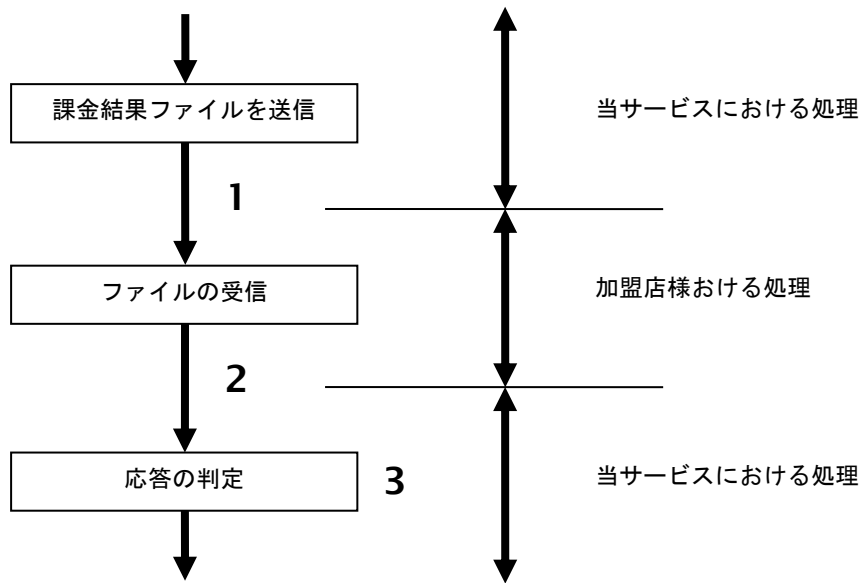 課金結果ファイルを送信
当サービスにおける処理
1
ファイルの受信
加盟店様おける処理
2
応答の判定
3
当サービスにおける処理